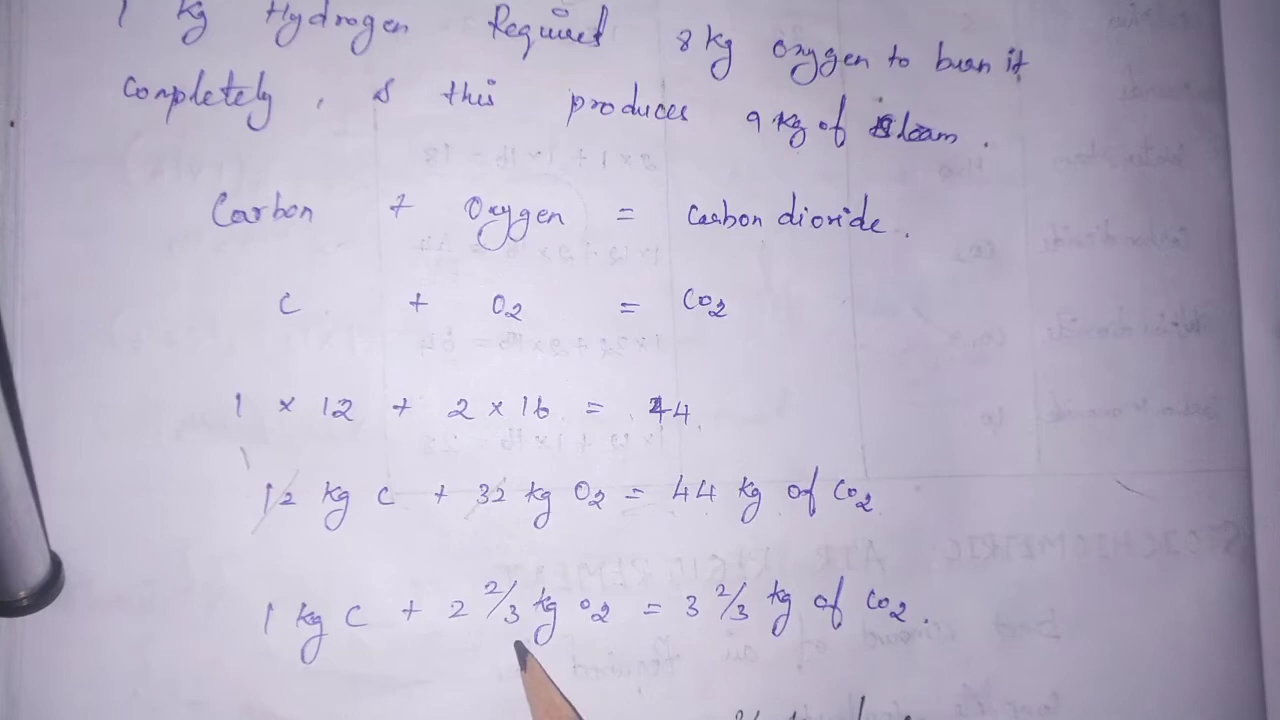 1 kg Hydrogen Required 8 kg oxygen to burn it
completely, & this produces 9 kg of steam.
Carbon + Oxygen = Carbon dioxide.
C + O2 = CO2
1 × 12 + 2 × 16 = 44.
12 kg C + 32 kg O2 = 44 kg of CO2
1 kg C + 2 2/3 kg O2 = 3 2/3 kg of CO2.